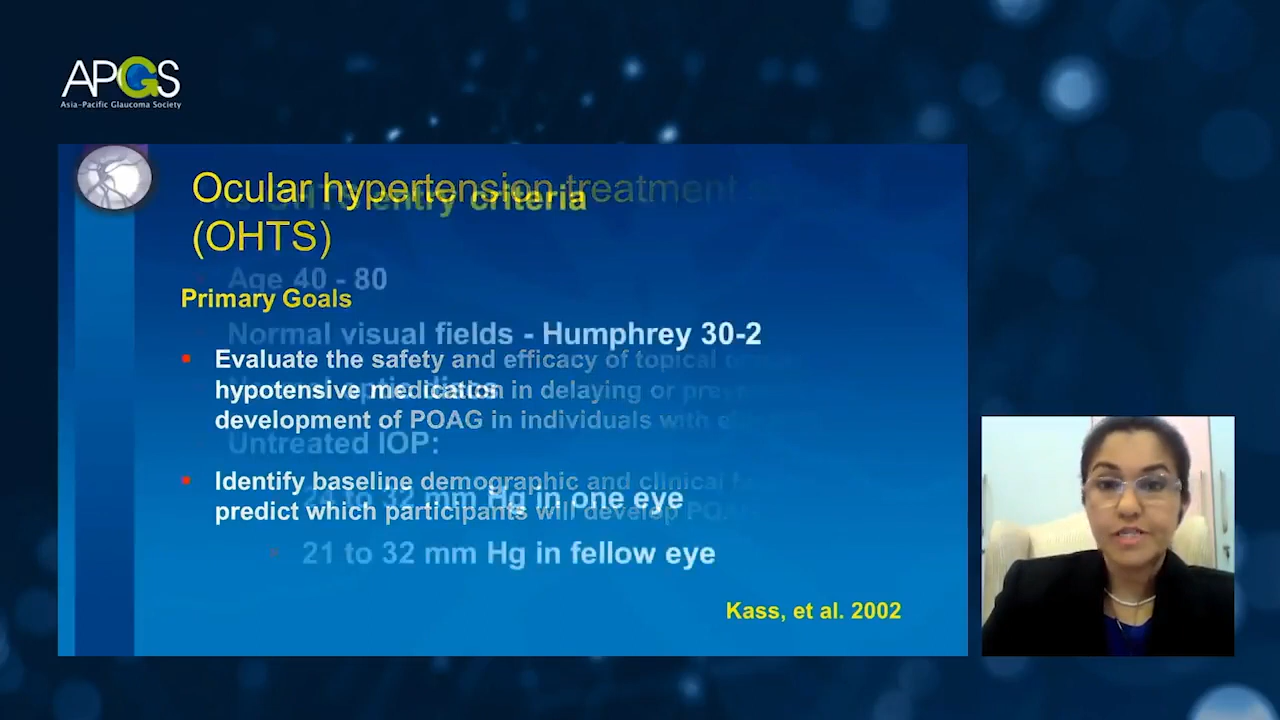 APGS
Asia-Pacific Glaucoma Society
Ocular hypertension treatment
(OHTS)
entry criteria
Age 40 - 80
Primary Goals
Normal visual fields - Humphrey 30-2
Evaluate the safety and efficacy of topical
hypotensive medication in delaying or
development of POAG in individuals with
Untreated IOP:
Identify baseline demographic and clinical
to 32 mm Hg in one eye
predict which participants will develop
21 to 32 mm Hg in fellow eye
Kass, et al. 2002